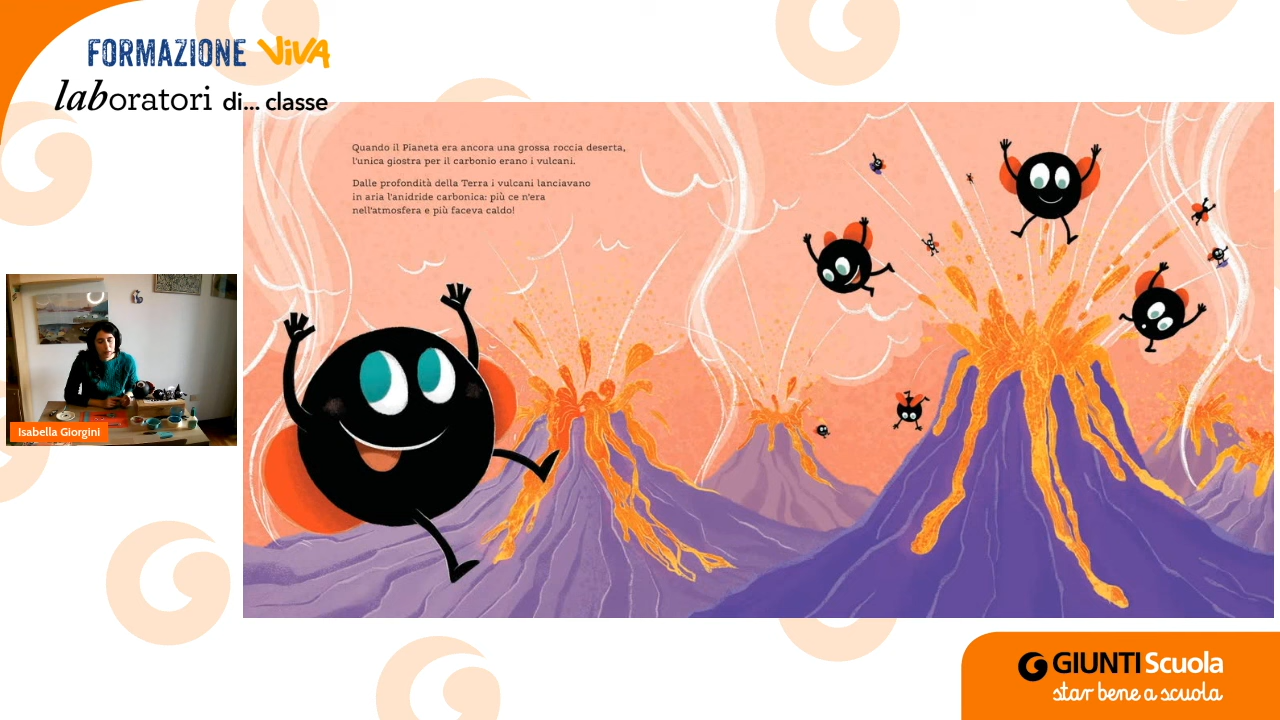 FORMAZIONE VIVA
laboratori di... classe
Quando il Pianeta era ancora una grossa roccia deserta,
l'unica giostra per il carbonio erano i vulcani.
Dalle profondità della Terra i vulcani lanciavano
in aria l'anidride carbonica: più ce n'era
nell'atmosfera e più faceva caldo!
Isabella Giorgini
GIUNTI Scuola
star bene a scuola